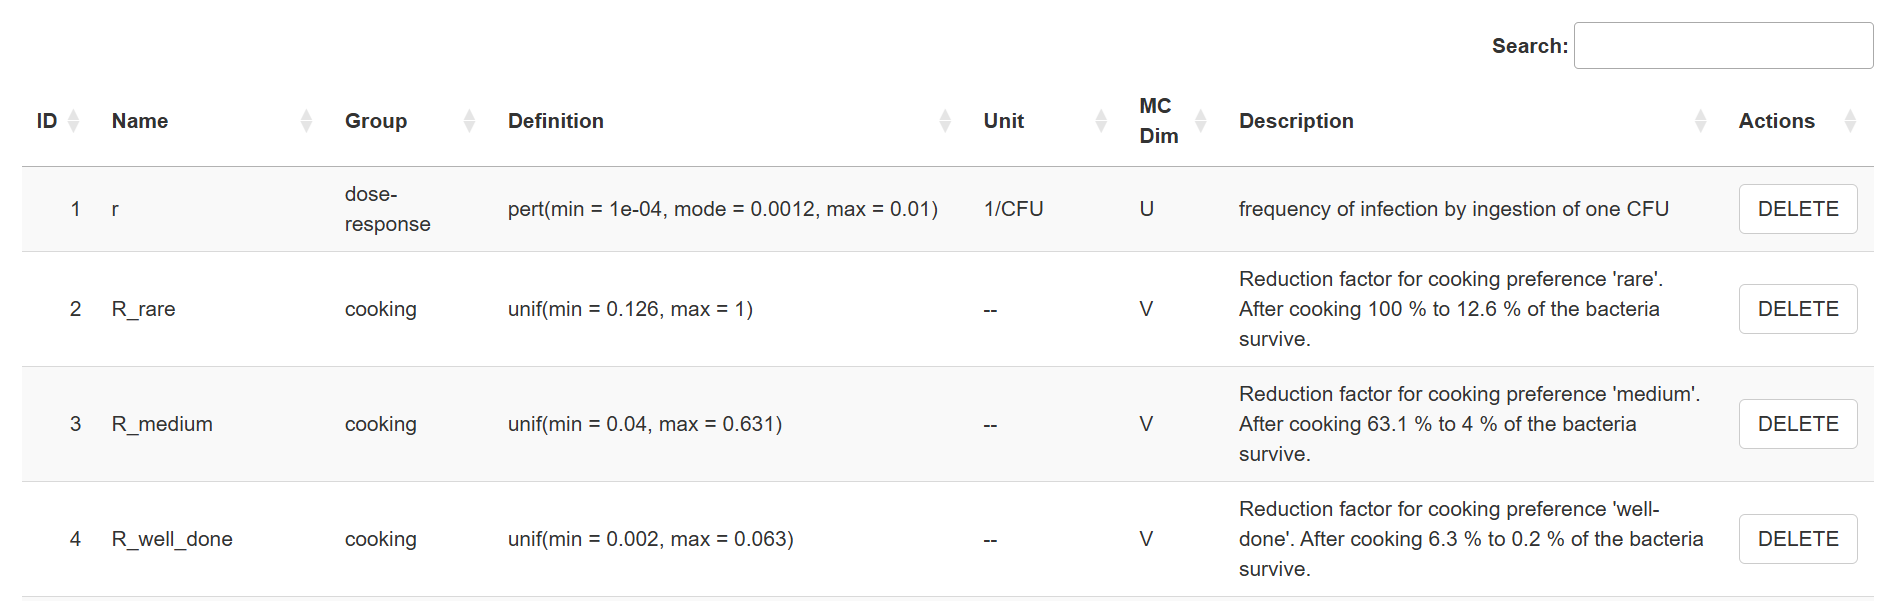 Search:
ID Name Group Definition Unit MC Dim Description Actions
1 r dose-response pert(min = 1e-04, mode = 0.0012, max = 0.01) 1/CFU U frequency of infection by ingestion of one CFU DELETE
2 R_rare cooking unif(min = 0.126, max = 1) -- V Reduction factor for cooking preference 'rare'.
After cooking 100 % to 12.6 % of the bacteria
survive.
DELETE
3 R_medium cooking unif(min = 0.04, max = 0.631) -- V Reduction factor for cooking preference 'medium'.
After cooking 63.1 % to 4 % of the bacteria
survive.
DELETE
4 R_well_done cooking unif(min = 0.002, max = 0.063) -- V Reduction factor for cooking preference 'well-
done'. After cooking 6.3 % to 0.2 % of the bacteria
survive.
DELETE